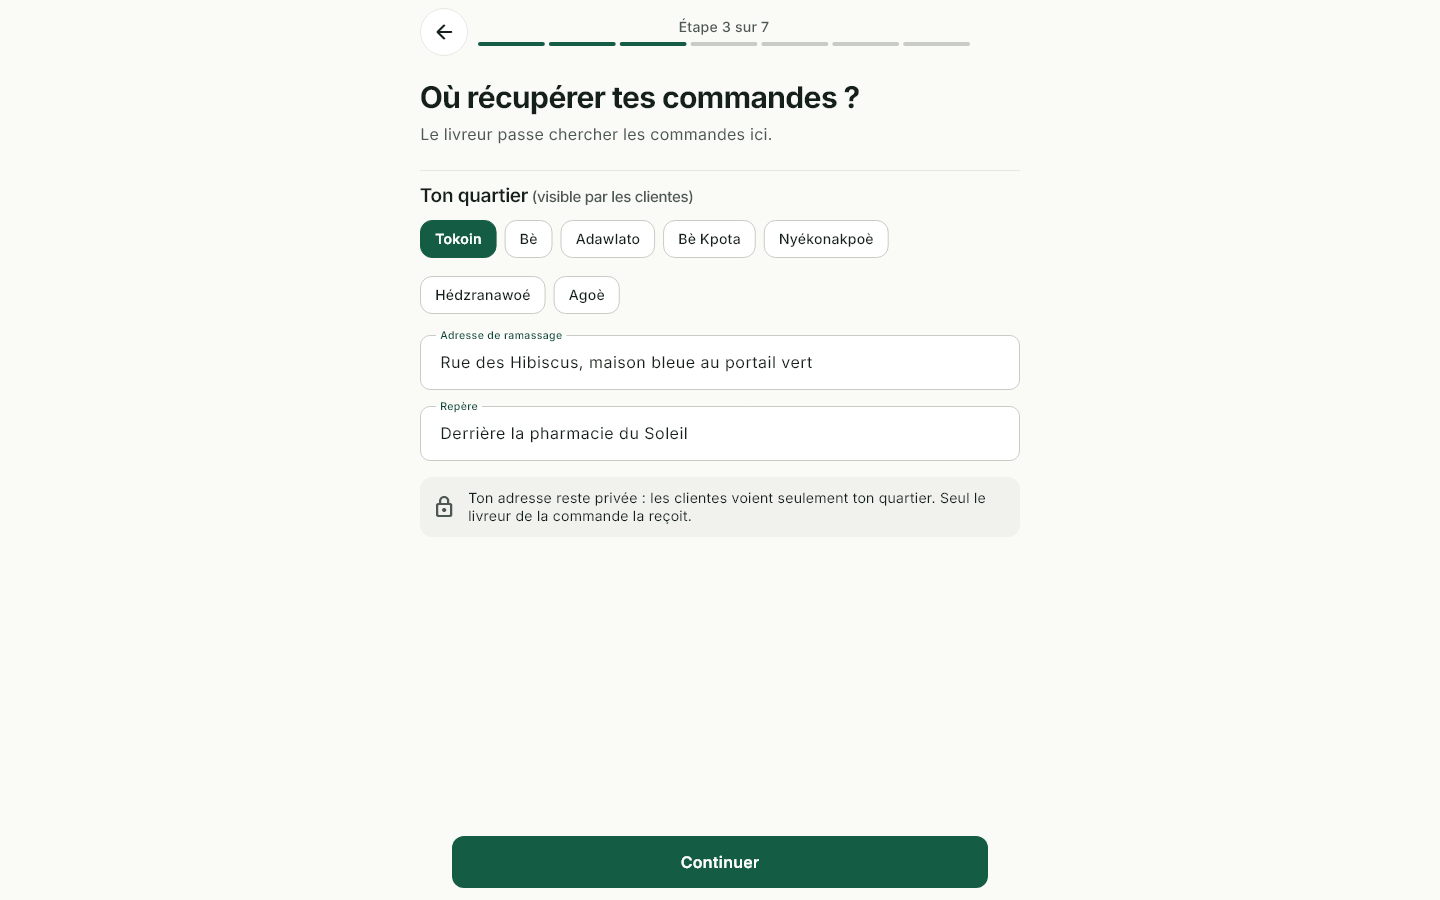 Étape 3 sur 7
Où récupérer tes commandes ?
Le livreur passe chercher les commandes ici.
Ton quartier (visible par les clientes)
Tokoin
Bè
Adawlato
Bè Kpota
Nyékonakpoè
Hédzranawoé
Agoè
Adresse de ramassage
Rue des Hibiscus, maison bleue au portail vert
Repère
Derrière la pharmacie du Soleil
Ton adresse reste privée : les clientes voient seulement ton quartier. Seul le
livreur de la commande la reçoit.
Continuer